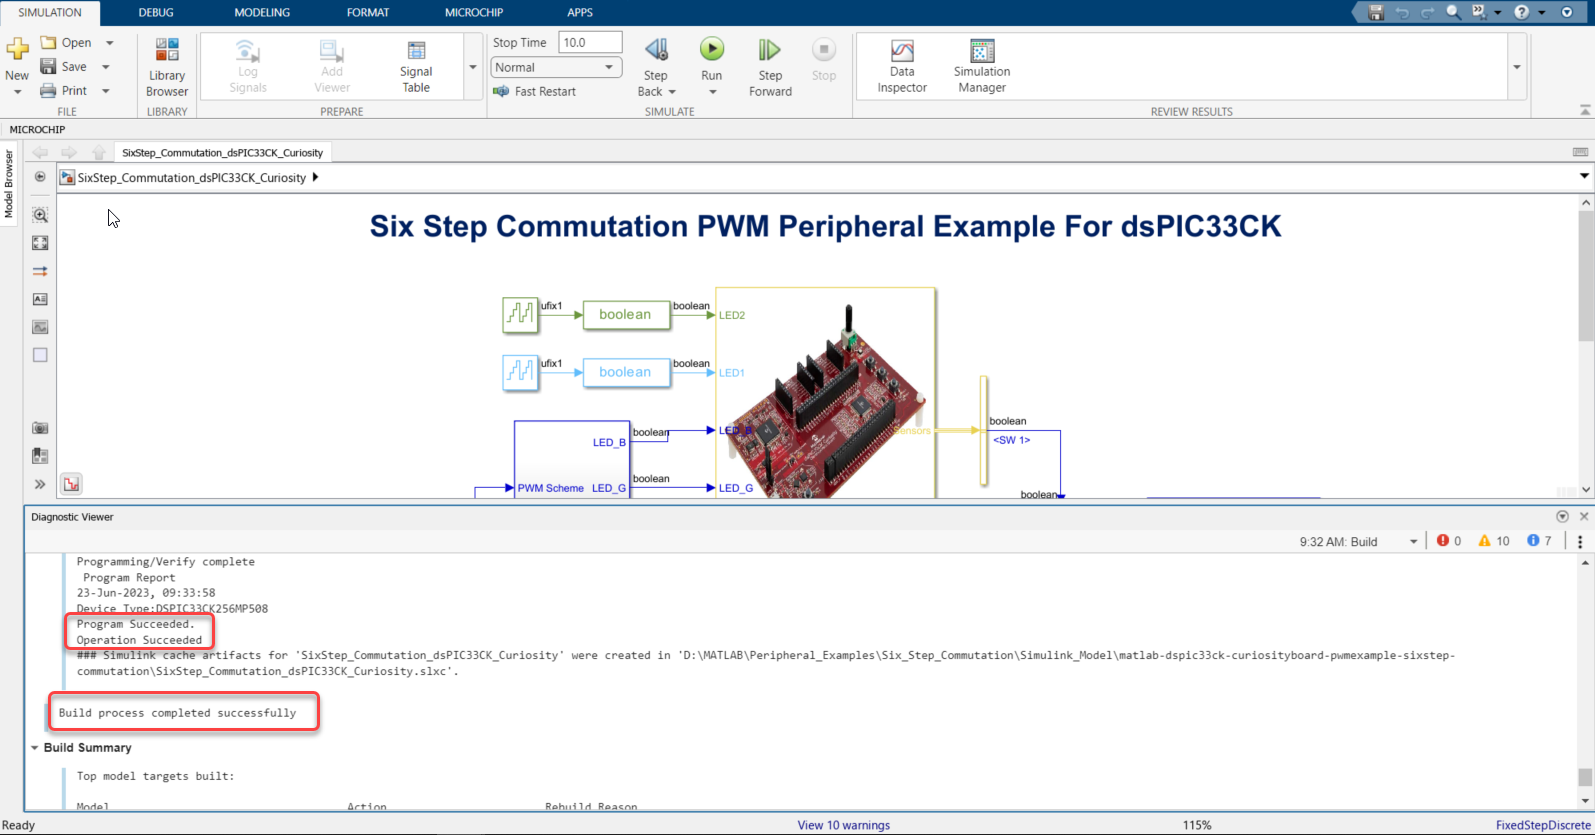 SIMULATION DEBUG MODELING FORMAT MICROCHIP APPS
New
Open
Save
Print
FILE
Library
Browser
LIBRARY
Log
Signals
Add
Viewer
Signal
Table
PREPARE
Stop Time 10.0
Normal
Fast Restart
Step
Back
Run
Step
Forward
Stop
SIMULATE
Data
Inspector
Simulation
Manager
REVIEW RESULTS
MICROCHIP
Model Browser
SixStep_Commutation_dsPIC33CK_Curiosity
SixStep_Commutation_dsPIC33CK_Curiosity
Six Step Commutation PWM Peripheral Example For dsPIC33CK
ufix1 boolean boolean LED2
ufix1 boolean boolean LED1
LED_B boolean LED_B
Sensors
boolean
<SW 1>
PWM Scheme LED_G boolean LED_G
boolean
Diagnostic Viewer
9:32 AM: Build 0 10 7
Programming/Verify complete
Program Report
23-Jun-2023, 09:33:58
Device Type:DSPIC33CK256MP508
Program Succeeded.
Operation Succeeded
### Simulink cache artifacts for 'SixStep_Commutation_dsPIC33CK_Curiosity' were created in 'D:\MATLAB\Peripheral_Examples\Six_Step_Commutation\Simulink_Model\matlab-dspic33ck-curiosityboard-pwmexample-sixstep-
commutation\SixStep_Commutation_dsPIC33CK_Curiosity.slxc'.
Build process completed successfully
Build Summary
Top model targets built:
Model Action Rebuild Reason
Ready View 10 warnings 115% FixedStepDiscrete